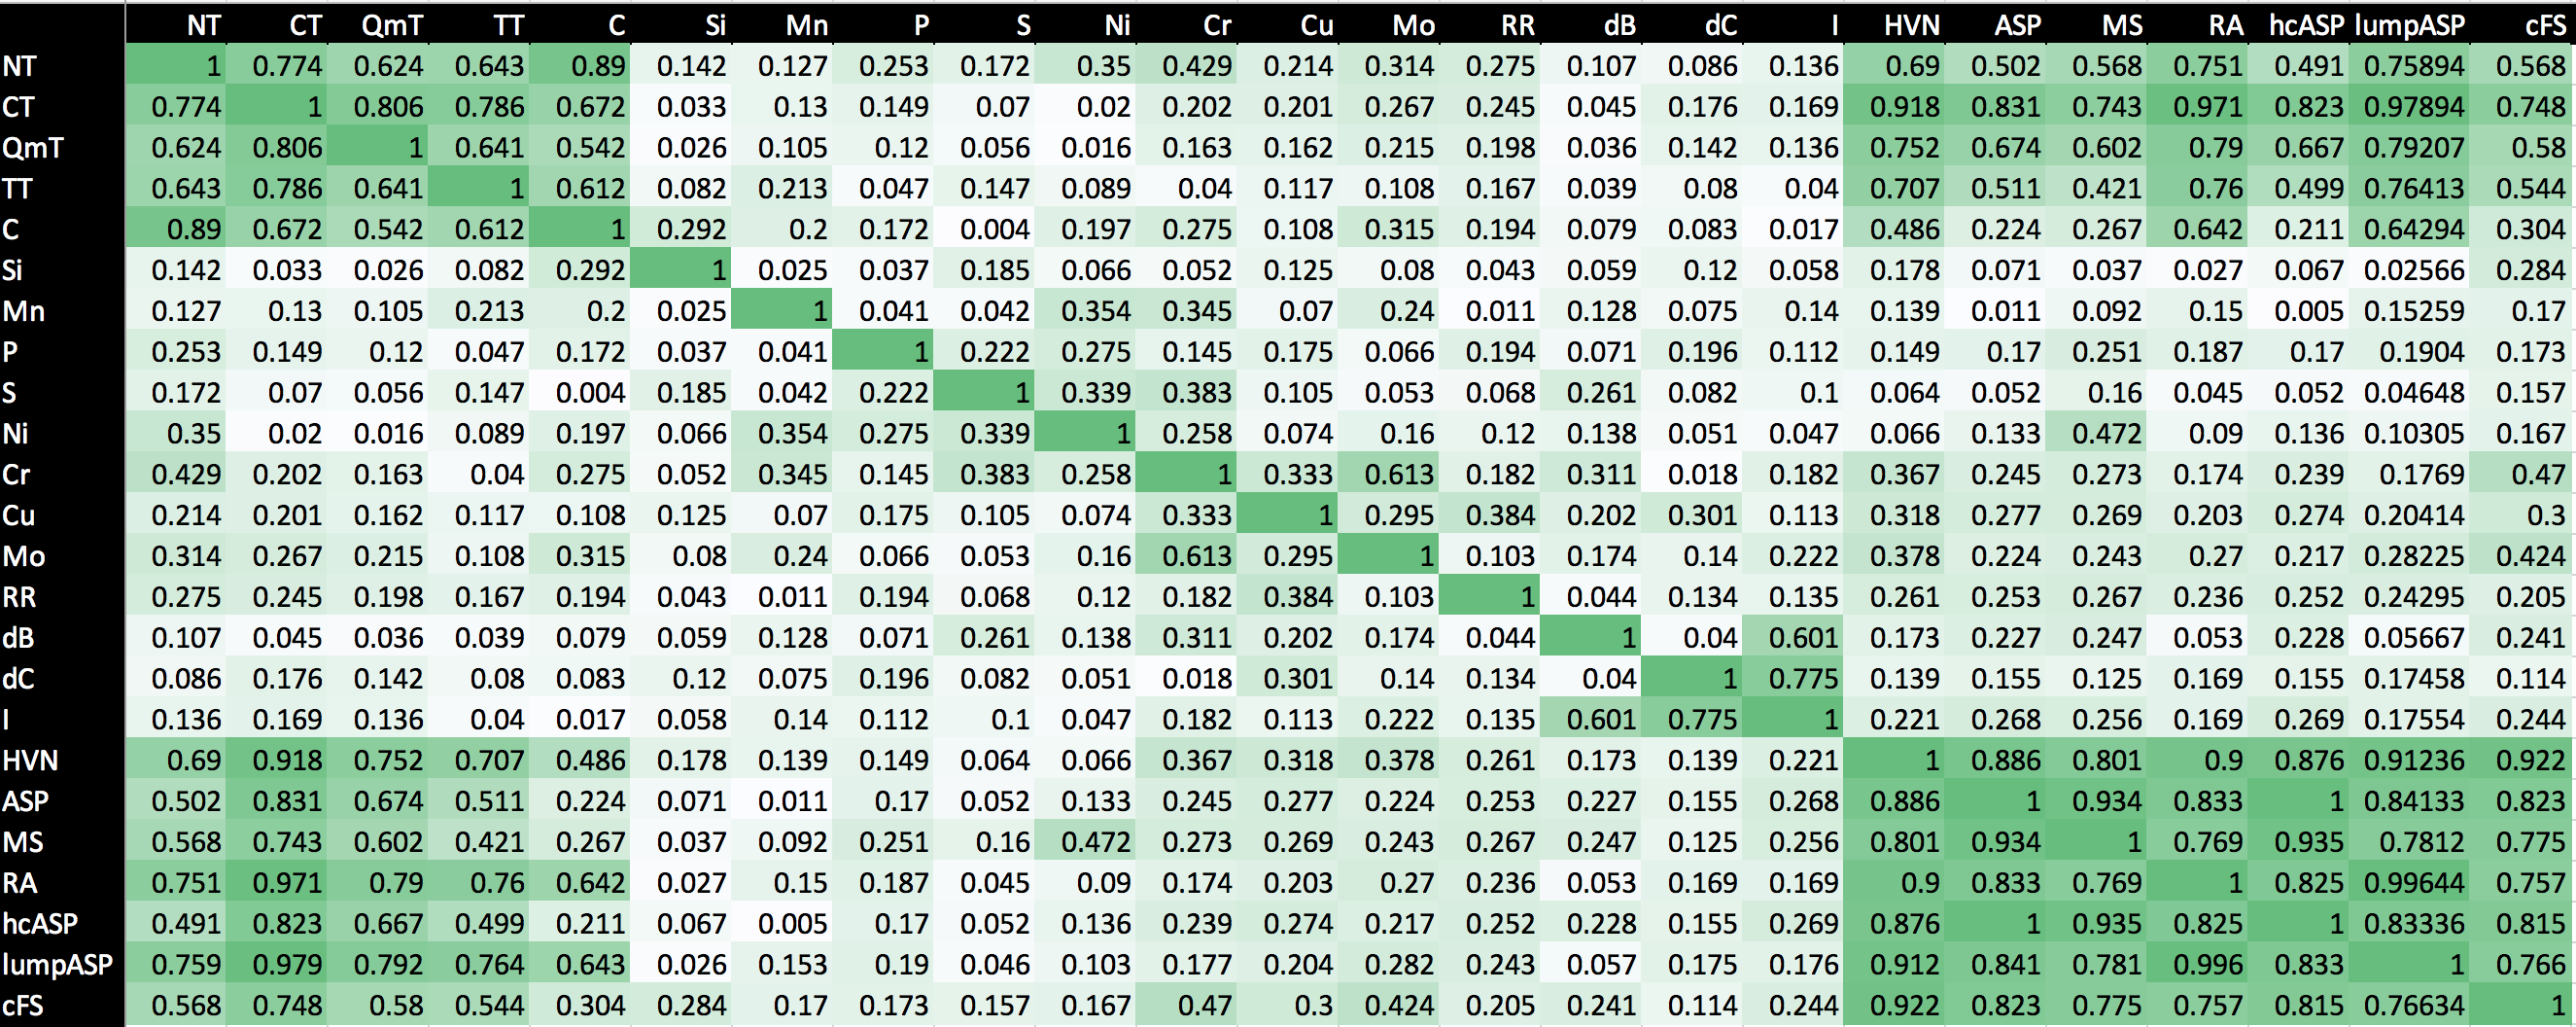 NT CT QmT TT C Si Mn P S Ni Cr Cu Mo RR dB dC I HVN ASP MS RA hcASP lumpASP cFS
NT 1 0.774 0.624 0.643 0.89 0.142 0.127 0.253 0.172 0.35 0.429 0.214 0.314 0.275 0.107 0.086 0.136 0.69 0.502 0.568 0.751 0.491 0.75894 0.568
CT 0.774 1 0.806 0.786 0.672 0.033 0.13 0.149 0.07 0.02 0.202 0.201 0.267 0.245 0.045 0.176 0.169 0.918 0.831 0.743 0.971 0.823 0.97894 0.748
QmT 0.624 0.806 1 0.641 0.542 0.026 0.105 0.12 0.056 0.016 0.163 0.162 0.215 0.198 0.036 0.142 0.136 0.752 0.674 0.602 0.79 0.667 0.79207 0.58
TT 0.643 0.786 0.641 1 0.612 0.082 0.213 0.047 0.147 0.089 0.04 0.117 0.108 0.167 0.039 0.08 0.04 0.707 0.511 0.421 0.76 0.499 0.76413 0.544
C 0.89 0.672 0.542 0.612 1 0.292 0.2 0.172 0.004 0.197 0.275 0.108 0.315 0.194 0.079 0.083 0.017 0.486 0.224 0.267 0.642 0.211 0.64294 0.304
Si 0.142 0.033 0.026 0.082 0.292 1 0.025 0.037 0.185 0.066 0.052 0.125 0.08 0.043 0.059 0.12 0.058 0.178 0.071 0.037 0.027 0.067 0.02566 0.284
Mn 0.127 0.13 0.105 0.213 0.2 0.025 1 0.041 0.042 0.354 0.345 0.07 0.24 0.011 0.128 0.075 0.14 0.139 0.011 0.092 0.15 0.005 0.15259 0.17
P 0.253 0.149 0.12 0.047 0.172 0.037 0.041 1 0.222 0.275 0.145 0.175 0.066 0.194 0.071 0.196 0.112 0.149 0.17 0.251 0.187 0.17 0.1904 0.173
S 0.172 0.07 0.056 0.147 0.004 0.185 0.042 0.222 1 0.339 0.383 0.105 0.053 0.068 0.261 0.082 0.1 0.064 0.052 0.16 0.045 0.052 0.04648 0.157
Ni 0.35 0.02 0.016 0.089 0.197 0.066 0.354 0.275 0.339 1 0.258 0.074 0.16 0.12 0.138 0.051 0.047 0.066 0.133 0.472 0.09 0.136 0.10305 0.167
Cr 0.429 0.202 0.163 0.04 0.275 0.052 0.345 0.145 0.383 0.258 1 0.333 0.613 0.182 0.311 0.018 0.182 0.367 0.245 0.273 0.174 0.239 0.1769 0.47
Cu 0.214 0.201 0.162 0.117 0.108 0.125 0.07 0.175 0.105 0.074 0.333 1 0.295 0.384 0.202 0.301 0.113 0.318 0.277 0.269 0.203 0.274 0.20414 0.3
Mo 0.314 0.267 0.215 0.108 0.315 0.08 0.24 0.066 0.053 0.16 0.613 0.295 1 0.103 0.174 0.14 0.222 0.378 0.224 0.243 0.27 0.217 0.28225 0.424
RR 0.275 0.245 0.198 0.167 0.194 0.043 0.011 0.194 0.068 0.12 0.182 0.384 0.103 1 0.044 0.134 0.135 0.261 0.253 0.267 0.236 0.252 0.24295 0.205
dB 0.107 0.045 0.036 0.039 0.079 0.059 0.128 0.071 0.261 0.138 0.311 0.202 0.174 0.044 1 0.04 0.601 0.173 0.227 0.247 0.053 0.228 0.05667 0.241
dC 0.086 0.176 0.142 0.08 0.083 0.12 0.075 0.196 0.082 0.051 0.018 0.301 0.14 0.134 0.04 1 0.775 0.139 0.155 0.125 0.169 0.155 0.17458 0.114
I 0.136 0.169 0.136 0.04 0.017 0.058 0.14 0.112 0.1 0.047 0.182 0.113 0.222 0.135 0.601 0.775 1 0.221 0.268 0.256 0.169 0.269 0.17554 0.244
HVN 0.69 0.918 0.752 0.707 0.486 0.178 0.139 0.149 0.064 0.066 0.367 0.318 0.378 0.261 0.173 0.139 0.221 1 0.886 0.801 0.9 0.876 0.91236 0.922
ASP 0.502 0.831 0.674 0.511 0.224 0.071 0.011 0.17 0.052 0.133 0.245 0.277 0.224 0.253 0.227 0.155 0.268 0.886 1 0.934 0.833 1 0.84133 0.823
MS 0.568 0.743 0.602 0.421 0.267 0.037 0.092 0.251 0.16 0.472 0.273 0.269 0.243 0.267 0.247 0.125 0.256 0.801 0.934 1 0.769 0.935 0.7812 0.775
RA 0.751 0.971 0.79 0.76 0.642 0.027 0.15 0.187 0.045 0.09 0.174 0.203 0.27 0.236 0.053 0.169 0.169 0.9 0.833 0.769 1 0.825 0.99644 0.757
hcASP 0.491 0.823 0.667 0.499 0.211 0.067 0.005 0.17 0.052 0.136 0.239 0.274 0.217 0.252 0.228 0.155 0.269 0.876 1 0.935 0.825 1 0.83336 0.815
lumpASP 0.759 0.979 0.792 0.764 0.643 0.026 0.153 0.19 0.046 0.103 0.177 0.204 0.282 0.243 0.057 0.175 0.176 0.912 0.841 0.781 0.996 0.833 1 0.766
cFS 0.568 0.748 0.58 0.544 0.304 0.284 0.17 0.173 0.157 0.167 0.47 0.3 0.424 0.205 0.241 0.114 0.244 0.922 0.823 0.775 0.757 0.815 0.76634 1